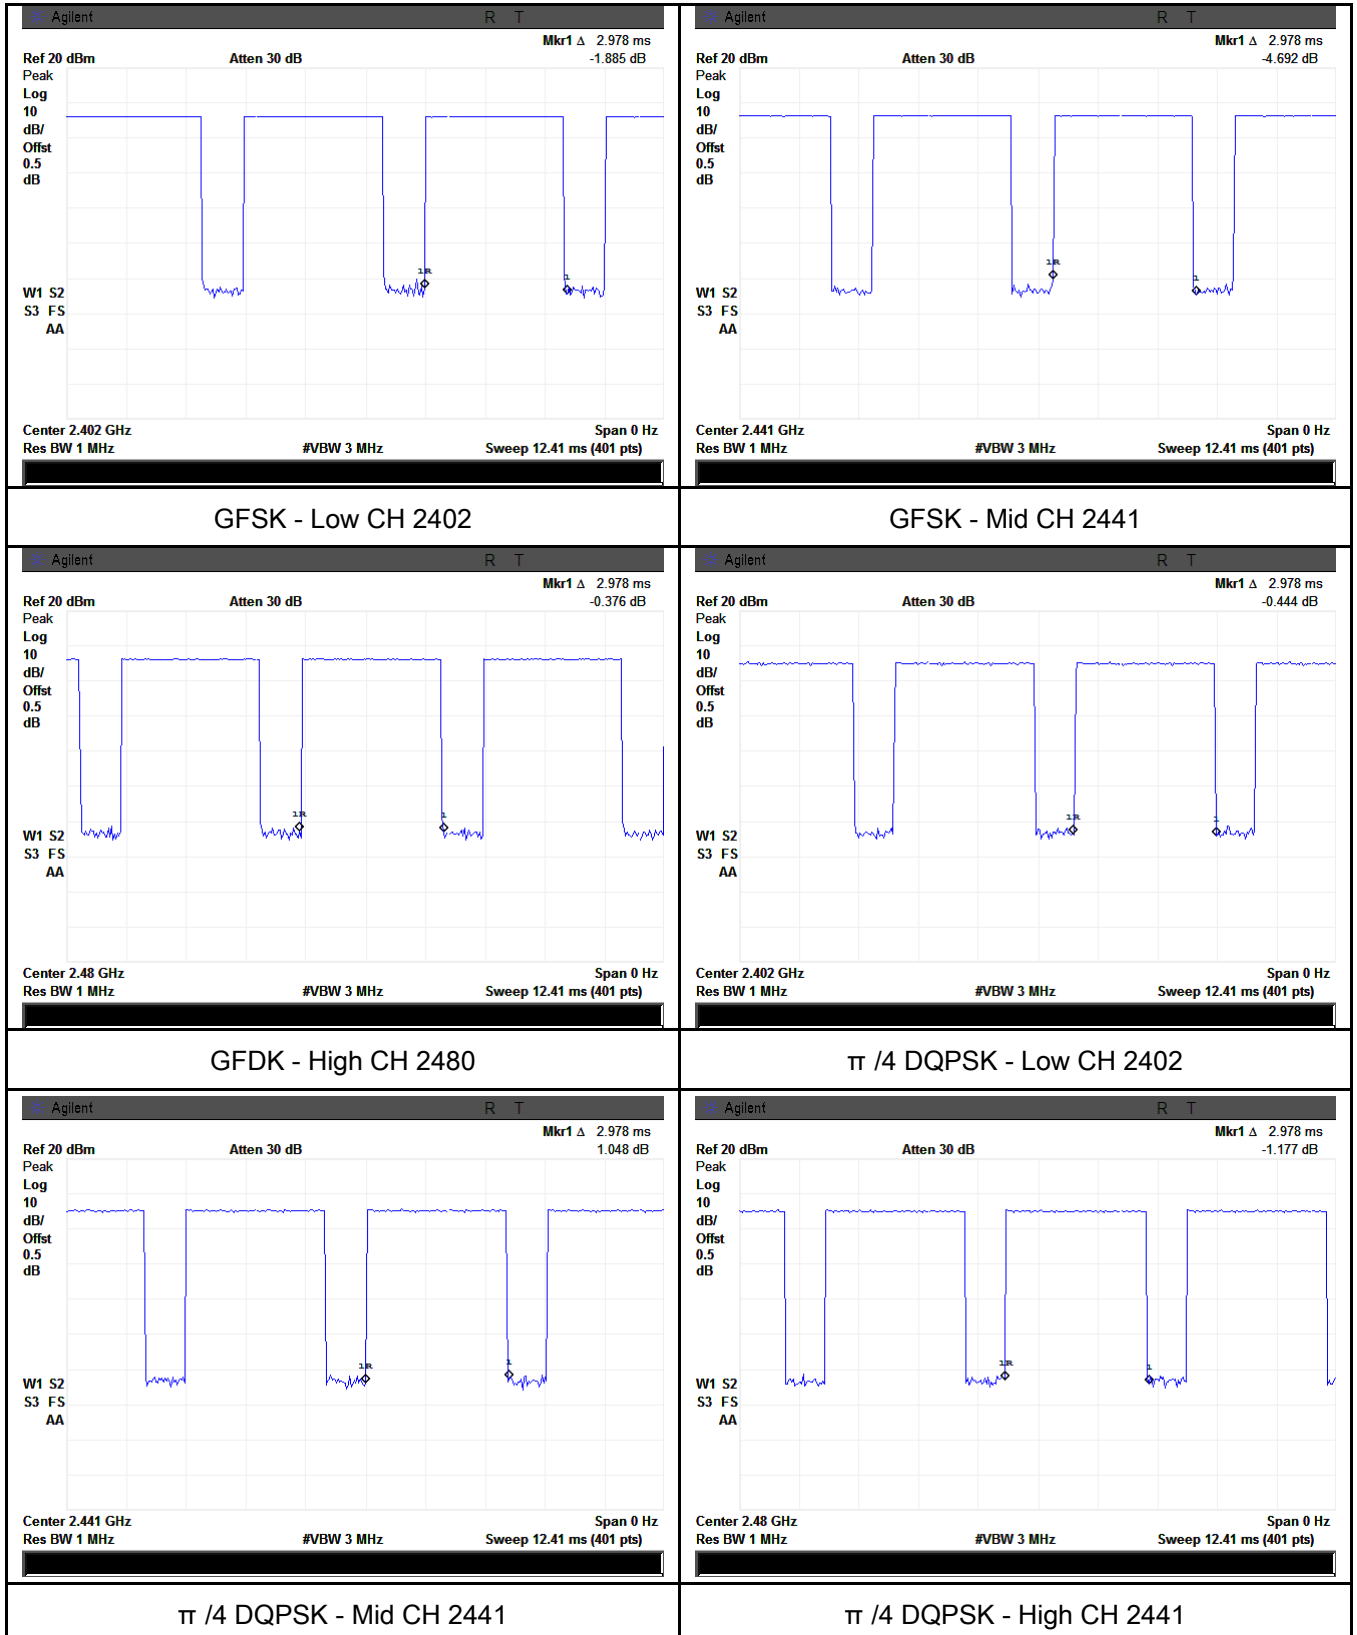 Agilent R T
Mkr1 Δ 2.978 ms
Ref 20 dBm Atten 30 dB -1.885 dB
Peak
Log
10
dB/
Offst
0.5
dB
1R
1
W1 S2
S3 FS
AA
Center 2.402 GHz Span 0 Hz
Res BW 1 MHz #VBW 3 MHz Sweep 12.41 ms (401 pts)
GFSK - Low CH 2402
Agilent R T
Mkr1 Δ 2.978 ms
Ref 20 dBm Atten 30 dB -4.692 dB
Peak
Log
10
dB/
Offst
0.5
dB
1R
1
W1 S2
S3 FS
AA
Center 2.441 GHz Span 0 Hz
Res BW 1 MHz #VBW 3 MHz Sweep 12.41 ms (401 pts)
GFSK - Mid CH 2441
Agilent R T
Mkr1 Δ 2.978 ms
Ref 20 dBm Atten 30 dB -0.376 dB
Peak
Log
10
dB/
Offst
0.5
dB
1R
1
W1 S2
S3 FS
AA
Center 2.48 GHz Span 0 Hz
Res BW 1 MHz #VBW 3 MHz Sweep 12.41 ms (401 pts)
GFDK - High CH 2480
Agilent R T
Mkr1 Δ 2.978 ms
Ref 20 dBm Atten 30 dB -0.444 dB
Peak
Log
10
dB/
Offst
0.5
dB
1R
1
W1 S2
S3 FS
AA
Center 2.402 GHz Span 0 Hz
Res BW 1 MHz #VBW 3 MHz Sweep 12.41 ms (401 pts)
π /4 DQPSK - Low CH 2402
Agilent R T
Mkr1 Δ 2.978 ms
Ref 20 dBm Atten 30 dB 1.048 dB
Peak
Log
10
dB/
Offst
0.5
dB
1R
1
W1 S2
S3 FS
AA
Center 2.441 GHz Span 0 Hz
Res BW 1 MHz #VBW 3 MHz Sweep 12.41 ms (401 pts)
π /4 DQPSK - Mid CH 2441
Agilent R T
Mkr1 Δ 2.978 ms
Ref 20 dBm Atten 30 dB -1.177 dB
Peak
Log
10
dB/
Offst
0.5
dB
1R
1
W1 S2
S3 FS
AA
Center 2.48 GHz Span 0 Hz
Res BW 1 MHz #VBW 3 MHz Sweep 12.41 ms (401 pts)
π /4 DQPSK - High CH 2441